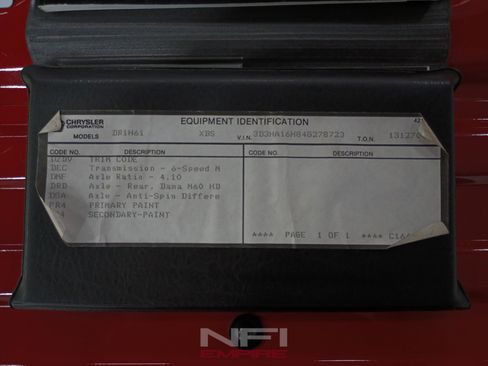 CHRYSLER
CORPORATION
EQUIPMENT IDENTIFICATION
MODELS DR1H61 XBS V.I.N. T.O.N.
CODE NO. DESCRIPTION CODE NO. DESCRIPTION
TRIM CODE
DEC Transmission - 6-Speed M
DMF Axle Ratio - 4.10
DRD Axle - Rear, Dana M60 HD
DSA Axle - Anti-Spin Differe
PR4 PRIMARY PAINT
SECONDARY-PAINT
**** PAGE 1 OF 1 ****
NFI
EMPIRE